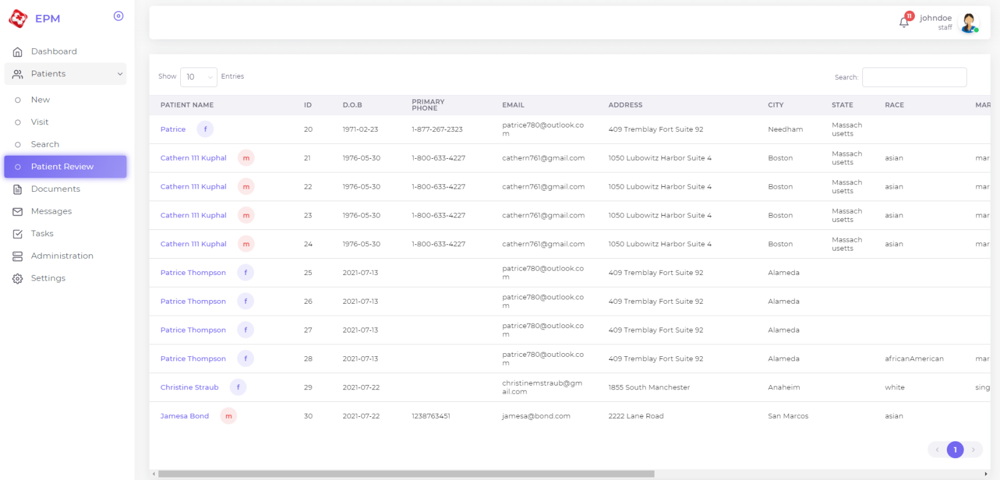 EPM
11
johndoe
staff
Dashboard
Patients
New
Visit
Search
Patient Review
Documents
Messages
Tasks
Administration
Settings
Show 10 Entries
Search:
PATIENT NAME ID D.O.B PRIMARY PHONE EMAIL ADDRESS CITY STATE RACE MAR
Patrice f 20 1971-02-23 1-877-267-2323 patrice780@outlook.com 409 Tremblay Fort Suite 92 Needham Massachusetts
Cathern 111 Kuphal m 21 1976-05-30 1-800-633-4227 cathern761@gmail.com 1050 Lubowitz Harbor Suite 4 Boston Massachusetts asian mar
Cathern 111 Kuphal m 22 1976-05-30 1-800-633-4227 cathern761@gmail.com 1050 Lubowitz Harbor Suite 4 Boston Massachusetts asian mar
Cathern 111 Kuphal m 23 1976-05-30 1-800-633-4227 cathern761@gmail.com 1050 Lubowitz Harbor Suite 4 Boston Massachusetts asian mar
Cathern 111 Kuphal m 24 1976-05-30 1-800-633-4227 cathern761@gmail.com 1050 Lubowitz Harbor Suite 4 Boston Massachusetts asian mar
Patrice Thompson f 25 2021-07-13 patrice780@outlook.com 409 Tremblay Fort Suite 92 Alameda
Patrice Thompson f 26 2021-07-13 patrice780@outlook.com 409 Tremblay Fort Suite 92 Alameda
Patrice Thompson f 27 2021-07-13 patrice780@outlook.com 409 Tremblay Fort Suite 92 Alameda
Patrice Thompson f 28 2021-07-13 patrice780@outlook.com 409 Tremblay Fort Suite 92 Alameda africanAmerican mar
Christine Straub f 29 2021-07-22 christinemstraub@gmail.com 1855 South Manchester Anaheim white sing
Jamesa Bond m 30 2021-07-22 1238763451 jamesa@bond.com 2222 Lane Road San Marcos asian
1